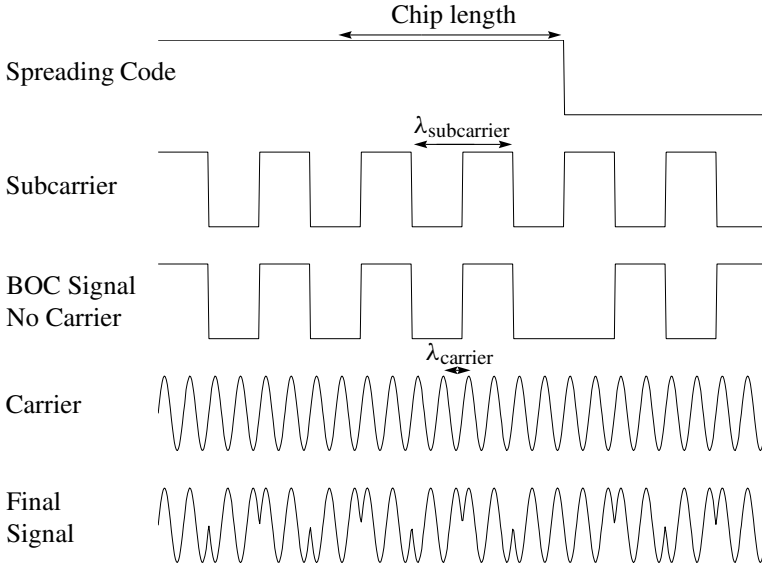 Chip length
Spreading Code
λsubcarrier
Subcarrier
BOC Signal
No Carrier
λcarrier
Carrier
Final
Signal